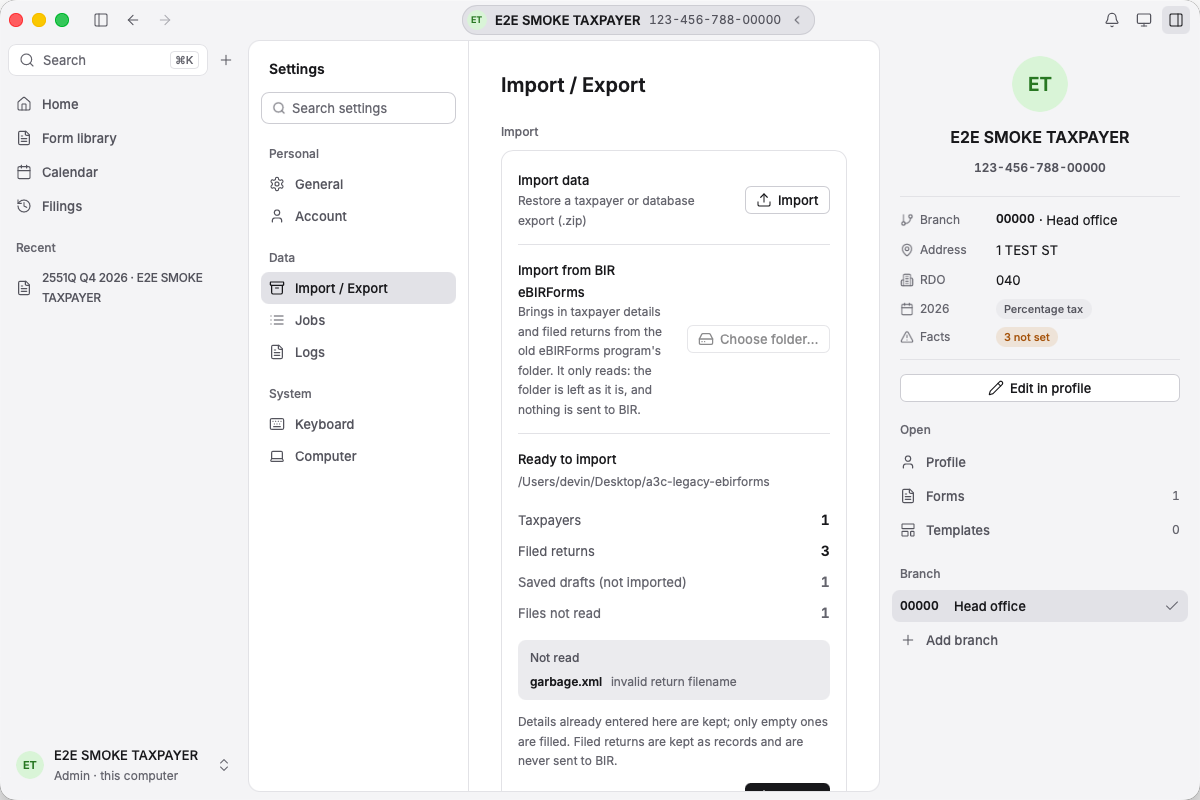 ET E2E SMOKE TAXPAYER 123-456-788-00000
Search ⌘K
Home
Form library
Calendar
Filings
Recent
2551Q Q4 2026 · E2E SMOKE
TAXPAYER
ET
E2E SMOKE TAXPAYER
Admin · this computer
Settings
Search settings
Personal
General
Account
Data
Import / Export
Jobs
Logs
System
Keyboard
Computer
Import / Export
Import
Import data
Restore a taxpayer or database
export (.zip)
Import
Import from BIR
eBIRForms
Brings in taxpayer details
and filed returns from the
old eBIRForms program's
folder. It only reads: the
folder is left as it is, and
nothing is sent to BIR.
Choose folder...
Ready to import
/Users/devin/Desktop/a3c-legacy-ebirforms
Taxpayers 1
Filed returns 3
Saved drafts (not imported) 1
Files not read 1
Not read
garbage.xml invalid return filename
Details already entered here are kept; only empty ones
are filled. Filed returns are kept as records and are
never sent to BIR.
ET
E2E SMOKE TAXPAYER
123-456-788-00000
Branch 00000 · Head office
Address 1 TEST ST
RDO 040
2026 Percentage tax
Facts 3 not set
Edit in profile
Open
Profile
Forms 1
Templates 0
Branch
00000 Head office
Add branch